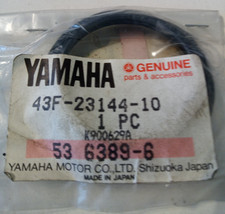 YAMAHA
GENUINE
parts & accessories
43F-23144-10
1 PC
K900629A
53 6389-6
YAMAHA MOTOR CO., LTD. Shizuoka Japan
MADE IN JAPAN